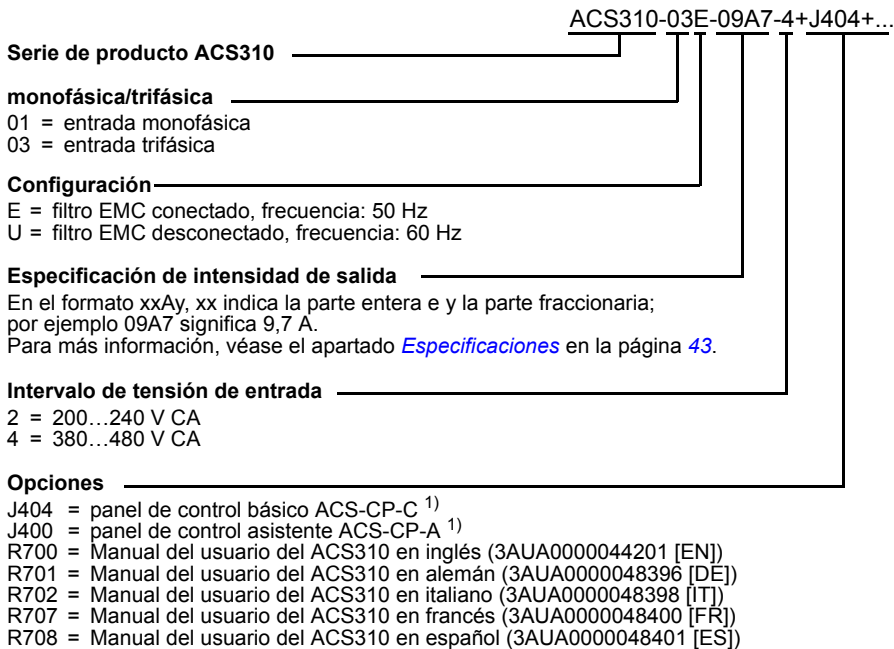 ACS310-03E-09A7-4+J404+...
Serie de producto ACS310
monofásica/trifásica
01 = entrada monofásica
03 = entrada trifásica
Configuración
E = filtro EMC conectado, frecuencia: 50 Hz
U = filtro EMC desconectado, frecuencia: 60 Hz
Especificación de intensidad de salida
En el formato xxAy, xx indica la parte entera e y la parte fraccionaria;
por ejemplo 09A7 significa 9,7 A.
Para más información, véase el apartado Especificaciones en la página 43.
Intervalo de tensión de entrada
2 = 200…240 V CA
4 = 380…480 V CA
Opciones
J404 = panel de control básico ACS-CP-C 1)
J400 = panel de control asistente ACS-CP-A 1)
R700 = Manual del usuario del ACS310 en inglés (3AUA0000044201 [EN])
R701 = Manual del usuario del ACS310 en alemán (3AUA0000048396 [DE])
R702 = Manual del usuario del ACS310 en italiano (3AUA0000048398 [IT])
R707 = Manual del usuario del ACS310 en francés (3AUA0000048400 [FR])
R708 = Manual del usuario del ACS310 en español (3AUA0000048401 [ES])